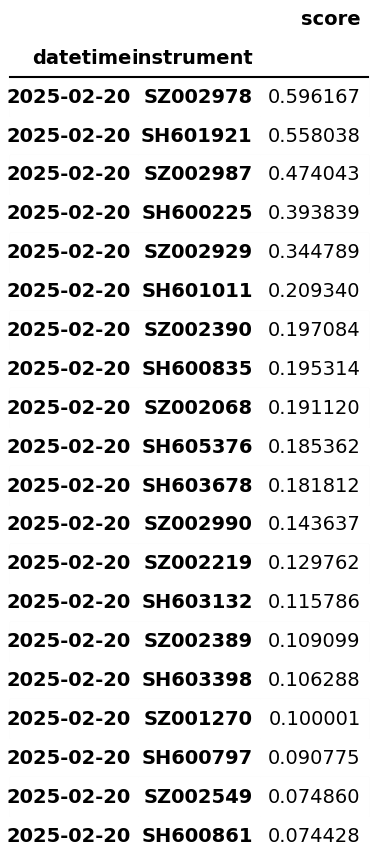 score
datetime instrument
2025-02-20 SZ002978 0.596167
2025-02-20 SH601921 0.558038
2025-02-20 SZ002987 0.474043
2025-02-20 SH600225 0.393839
2025-02-20 SZ002929 0.344789
2025-02-20 SH601011 0.209340
2025-02-20 SZ002390 0.197084
2025-02-20 SH600835 0.195314
2025-02-20 SZ002068 0.191120
2025-02-20 SH605376 0.185362
2025-02-20 SH603678 0.181812
2025-02-20 SZ002990 0.143637
2025-02-20 SZ002219 0.129762
2025-02-20 SH603132 0.115786
2025-02-20 SZ002389 0.109099
2025-02-20 SH603398 0.106288
2025-02-20 SZ001270 0.100001
2025-02-20 SH600797 0.090775
2025-02-20 SZ002549 0.074860
2025-02-20 SH600861 0.074428